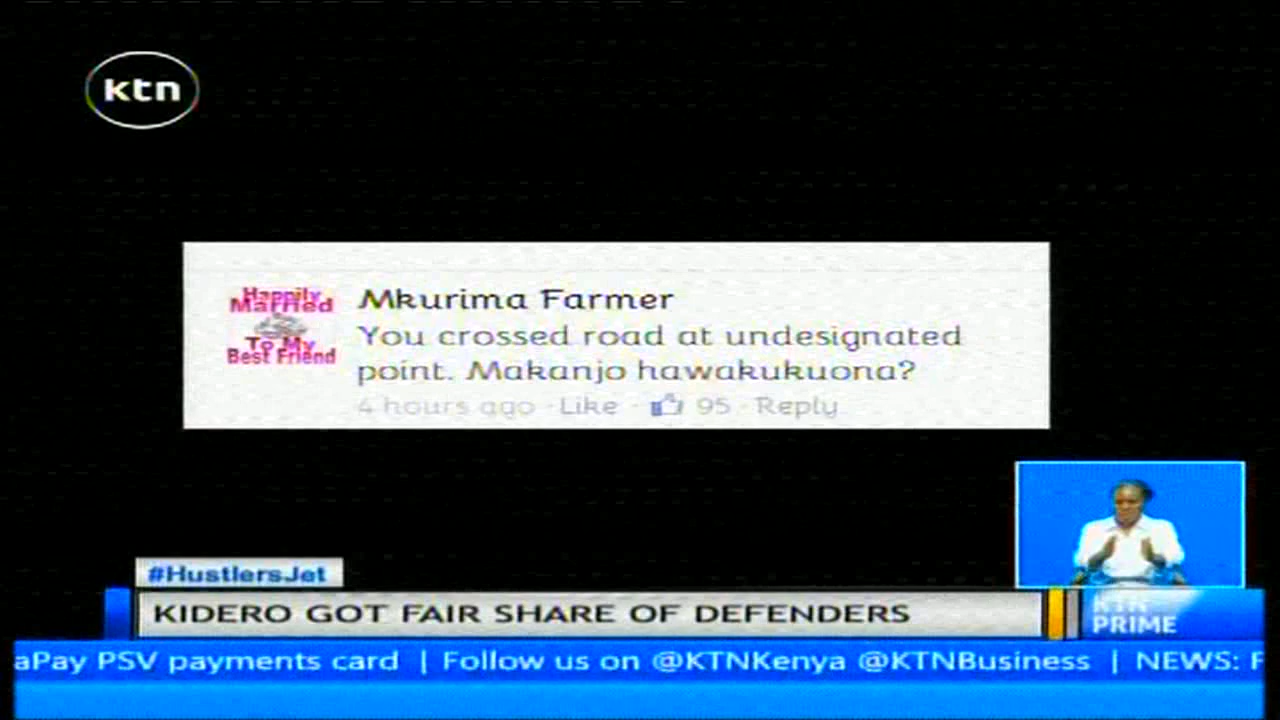 ktn
Happily
Married
To My
Best Friend
Mkurima Farmer
You crossed road at undesignated
point. Makanjo hawakukuona?
4 hours ago · Like · 95 · Reply
#HustlersJet
KIDERO GOT FAIR SHARE OF DEFENDERS
KTN
PRIME
aPay PSV payments card | Follow us on @KTNKenya @KTNBusiness | NEWS: F